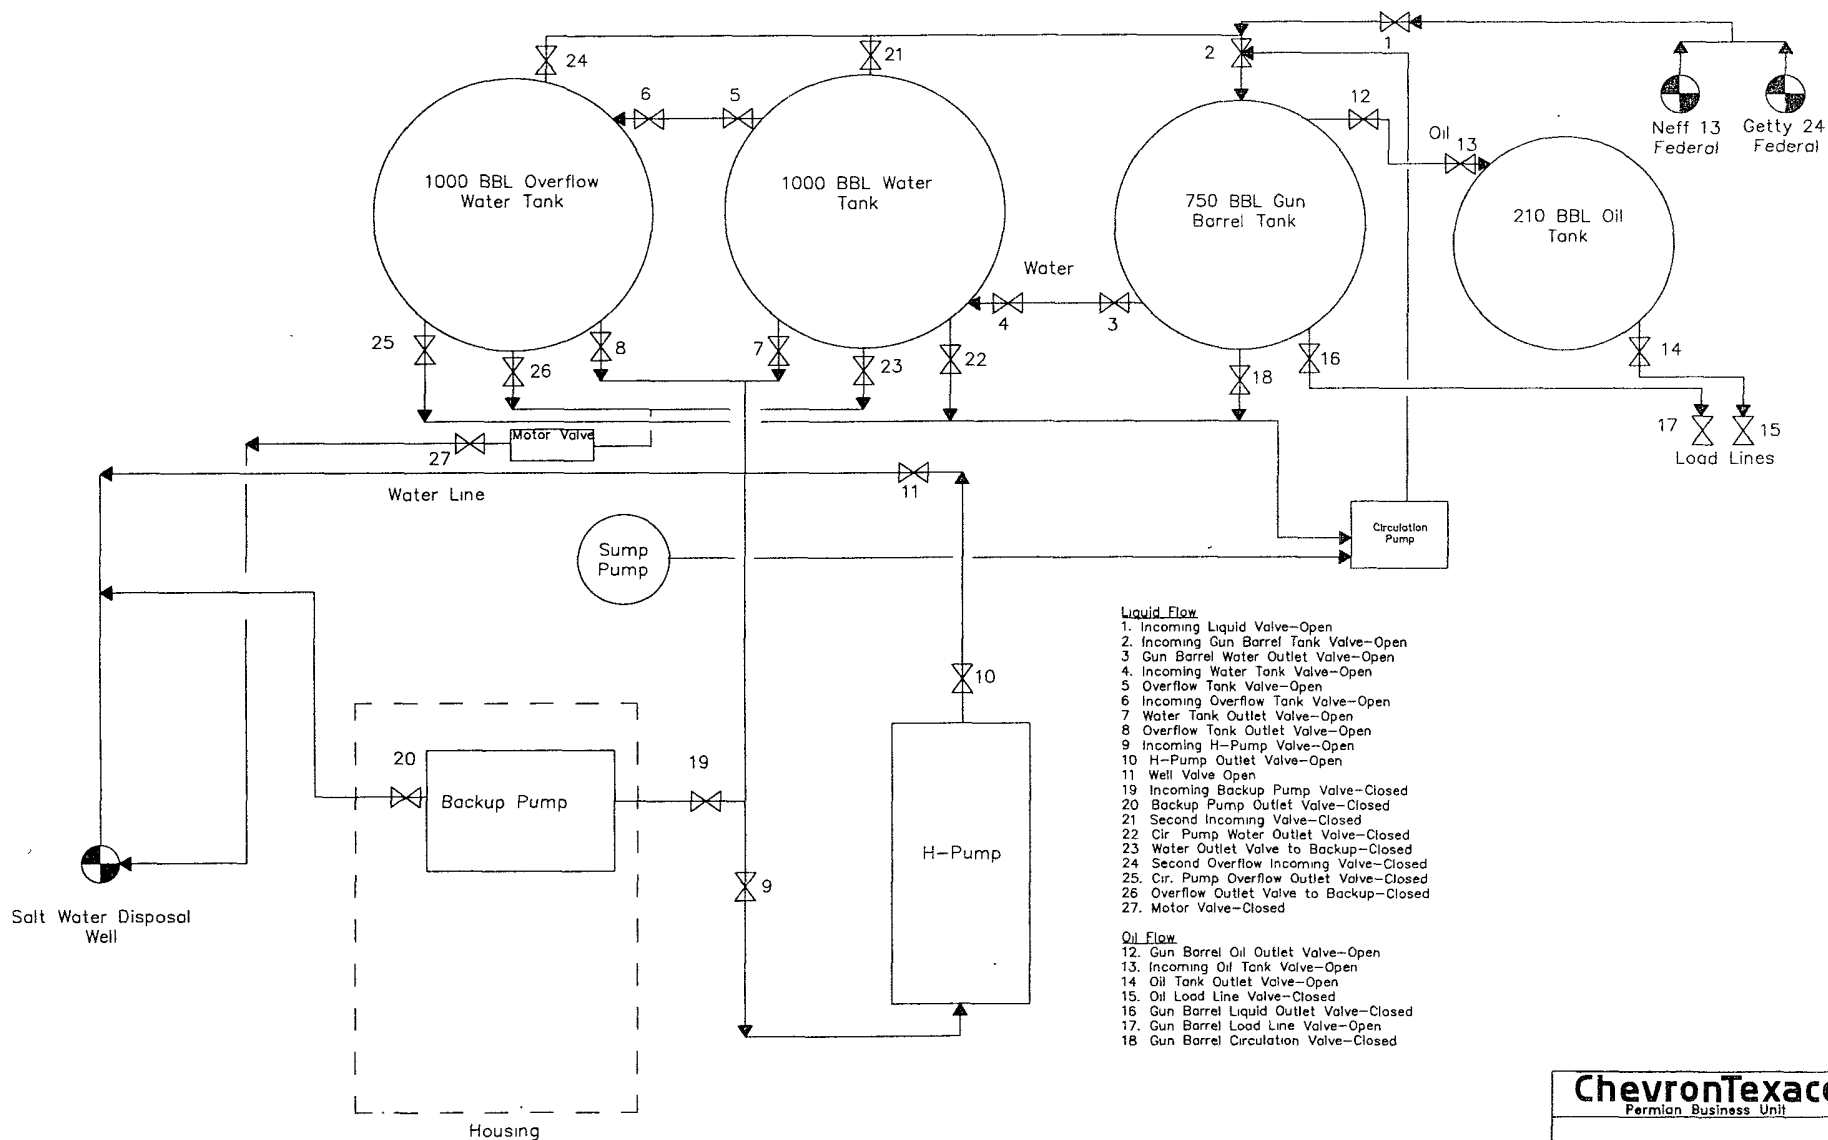 1
24
21
2
6
5
12
Neff 13
Federal
Getty 24
Federal
Oil
13
1000 BBL Overflow
Water Tank
1000 BBL Water
Tank
750 BBL Gun
Barrel Tank
210 BBL Oil
Tank
Water
4
3
25
26
8
7
23
22
18
16
14
17
15
Load Lines
Motor Valve
27
Water Line
11
Sump
Pump
Circulation
Pump
10
20
19
Backup Pump
H-Pump
9
Salt Water Disposal
Well
Housing
Liquid Flow
1. Incoming Liquid Valve-Open
2. Incoming Gun Barrel Tank Valve-Open
3 Gun Barrel Water Outlet Valve-Open
4. Incoming Water Tank Valve-Open
5 Overflow Tank Valve-Open
6 Incoming Overflow Tank Valve-Open
7 Water Tank Outlet Valve-Open
8 Overflow Tank Outlet Valve-Open
9 Incoming H-Pump Valve-Open
10 H-Pump Outlet Valve-Open
11 Well Valve Open
19 Incoming Backup Pump Valve-Closed
20 Backup Pump Outlet Valve-Closed
21 Second Incoming Valve-Closed
22 Cir Pump Water Outlet Valve-Closed
23 Water Outlet Valve to Backup-Closed
24 Second Overflow Incoming Valve-Closed
25. Cir. Pump Overflow Outlet Valve-Closed
26 Overflow Outlet Valve to Backup-Closed
27. Motor Valve-Closed
Oil Flow
12. Gun Barrel Oil Outlet Valve-Open
13. Incoming Oil Tank Valve-Open
14 Oil Tank Outlet Valve-Open
15. Oil Load Line Valve-Closed
16 Gun Barrel Liquid Outlet Valve-Closed
17. Gun Barrel Load Line Valve-Open
18 Gun Barrel Circulation Valve-Closed
ChevronTexaco
Permian Business Unit